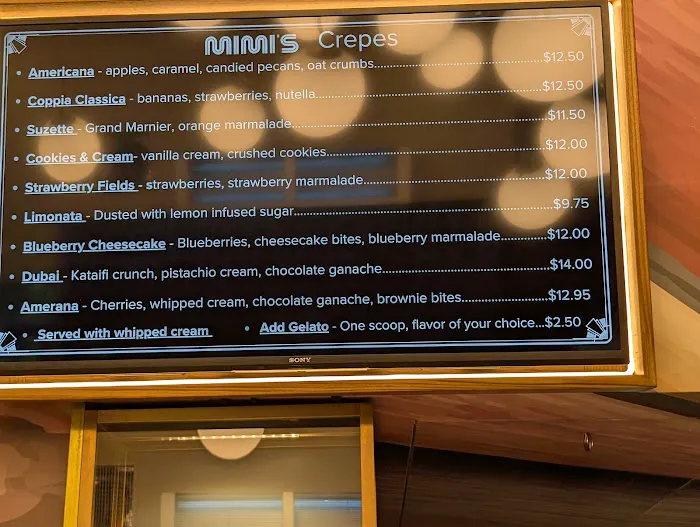 MIMI'S Crepes
• Americana - apples, caramel, candied pecans, oat crumbs...............................................$12.50
• Coppia Classica - bananas, strawberries, nutella..............................................................$12.50
• Suzette - Grand Marnier, orange marmalade......................................................................$11.50
• Cookies & Cream- vanilla cream, crushed cookies...........................................................$12.00
• Strawberry Fields - strawberries, strawberry marmalade..................................................$12.00
• Limonata - Dusted with lemon infused sugar.....................................................................$9.75
• Blueberry Cheesecake - Blueberries, cheesecake bites, blueberry marmalade............$12.00
• Dubai - Kataifi crunch, pistachio cream, chocolate ganache............................................$14.00
• Amerana - Cherries, whipped cream, chocolate ganache, brownie bites.......................$12.95
• Served with whipped cream • Add Gelato - One scoop, flavor of your choice...$2.50
SONY